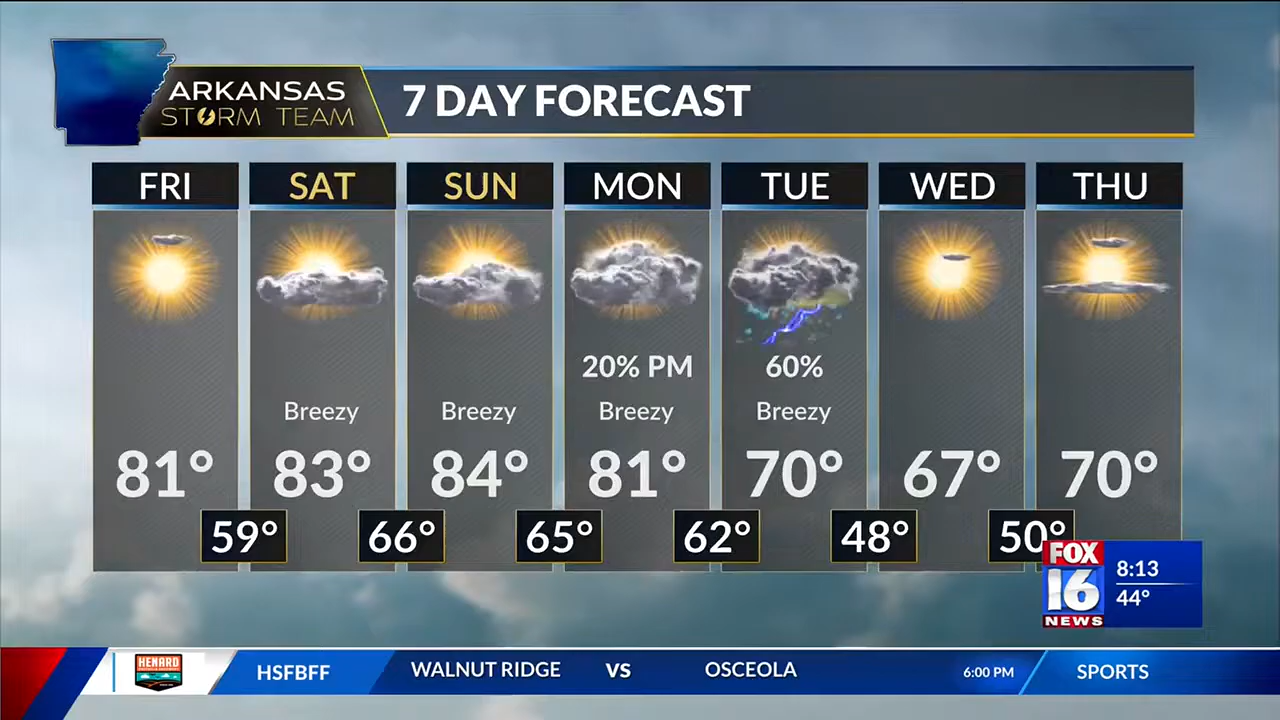 ARKANSAS
STORM TEAM
7 DAY FORECAST
FRI SAT SUN MON TUE WED THU
20% PM 60%
Breezy Breezy Breezy Breezy
81° 83° 84° 81° 70° 67° 70°
59° 66° 65° 62° 48° 50°
FOX
16
NEWS
8:13
44°
HENARD
HSFBFF WALNUT RIDGE VS OSCEOLA 6:00 PM SPORTS